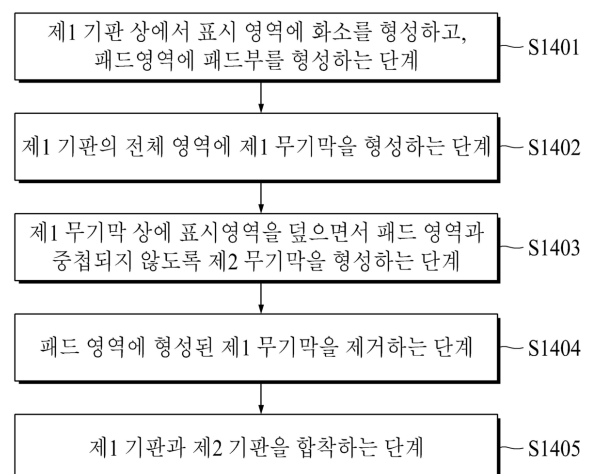 제1 기판 상에서 표시 영역에 화소를 형성하고,
패드영역에 패드부를 형성하는 단계
S1401
제1 기판의 전체 영역에 제1 무기막을 형성하는 단계
S1402
제1 무기막 상에 표시영역을 덮으면서 패드 영역과
중첩되지 않도록 제2 무기막을 형성하는 단계
S1403
패드 영역에 형성된 제1 무기막을 제거하는 단계
S1404
제1 기판과 제2 기판을 합착하는 단계
S1405